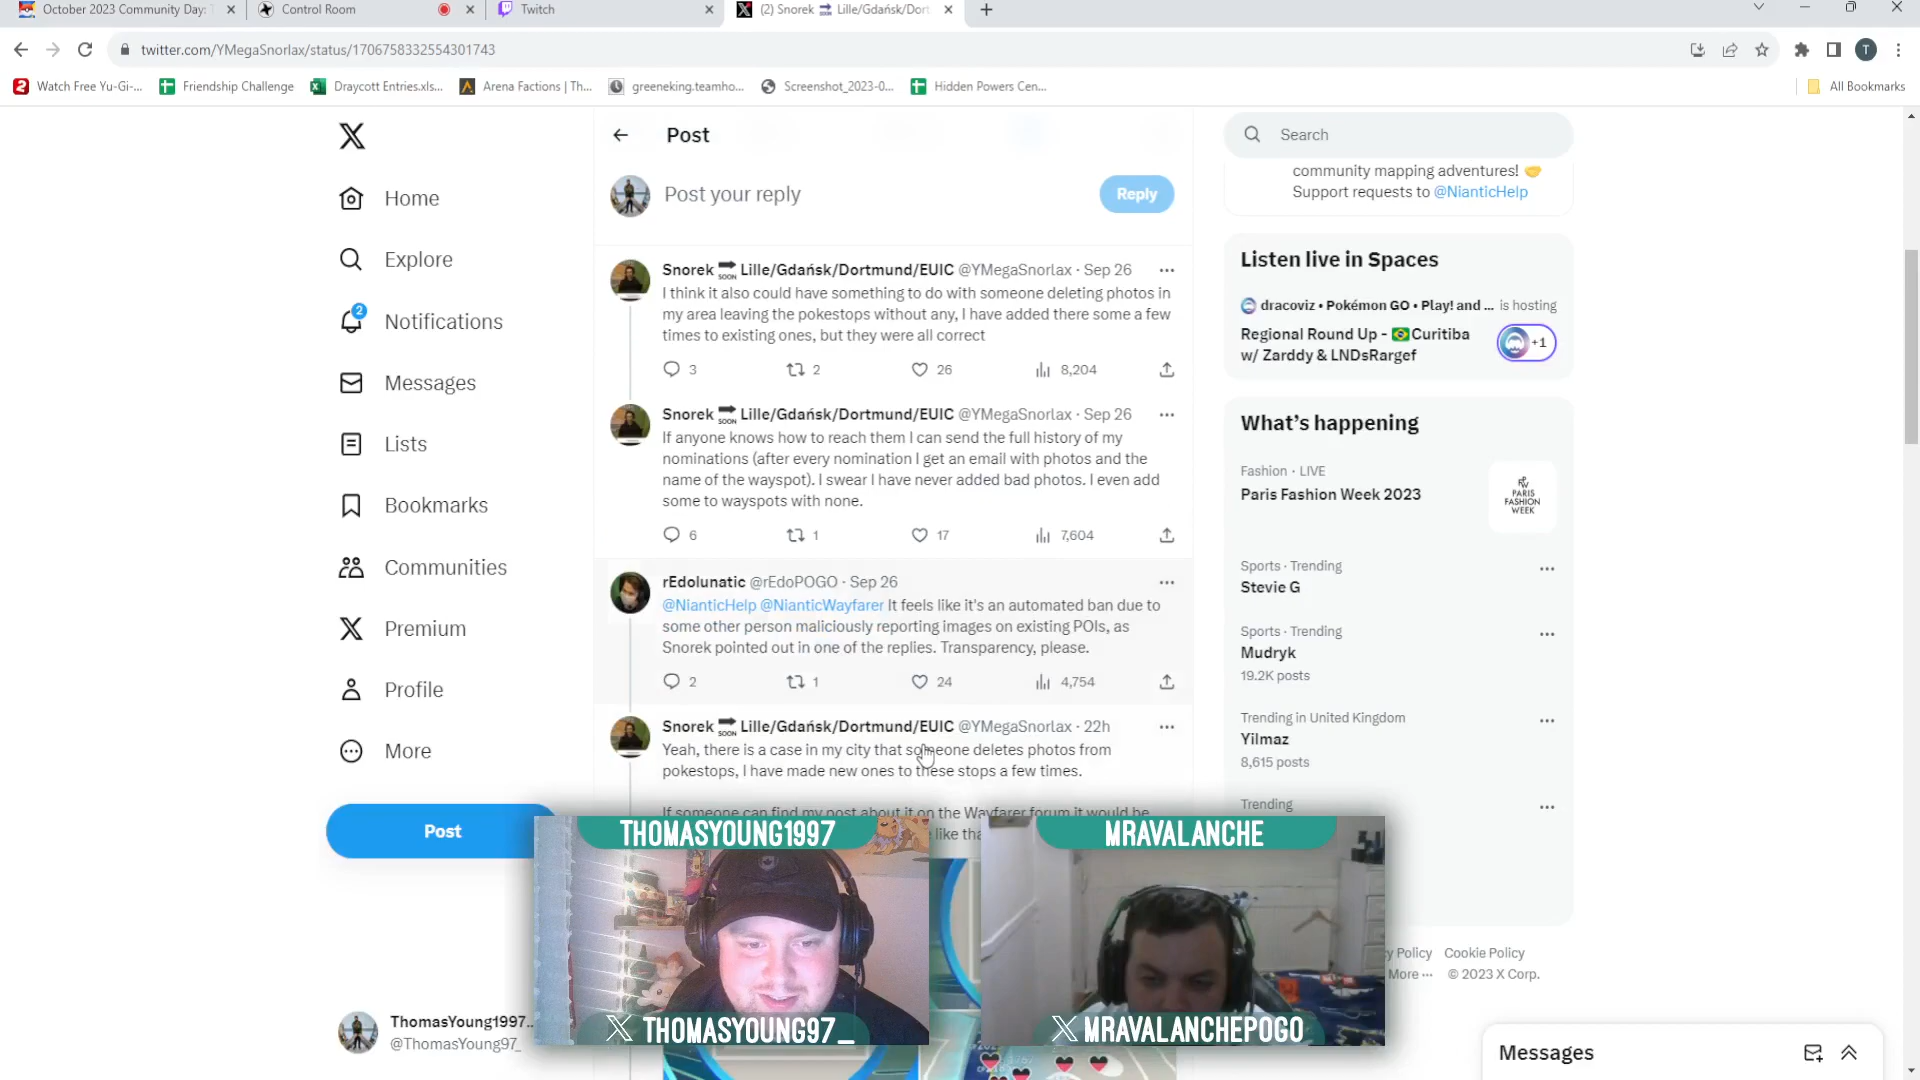 October 2023 Community Day:
Control Room
Twitch
(2) Snorek Lille/Gdańsk/Dort
twitter.com/YMegaSnorlax/status/1706758332554301743
T
Watch Free Yu-Gi-...
Friendship Challenge
Draycott Entries.xls...
Arena Factions | Th...
greeneking.teamho...
Screenshot_2023-0...
Hidden Powers Cen...
All Bookmarks
Home
Explore
2
Notifications
Messages
Lists
Bookmarks
Communities
Premium
Profile
More
Post
ThomasYoung1997...
@ThomasYoung97_
Post
Post your reply
Reply
Snorek SOON Lille/Gdańsk/Dortmund/EUIC @YMegaSnorlax · Sep 26
I think it also could have something to do with someone deleting photos in
my area leaving the pokestops without any, I have added there some a few
times to existing ones, but they were all correct
3 2 26 8,204
Snorek SOON Lille/Gdańsk/Dortmund/EUIC @YMegaSnorlax · Sep 26
If anyone knows how to reach them I can send the full history of my
nominations (after every nomination I get an email with photos and the
name of the wayspot). I swear I have never added bad photos. I even add
some to wayspots with none.
6 1 17 7,604
rEdolunatic @rEdoPOGO · Sep 26
@NianticHelp @NianticWayfarer It feels like it's an automated ban due to
some other person maliciously reporting images on existing POIs, as
Snorek pointed out in one of the replies. Transparency, please.
2 1 24 4,754
Snorek SOON Lille/Gdańsk/Dortmund/EUIC @YMegaSnorlax · 22h
Yeah, there is a case in my city that someone deletes photos from
pokestops, I have made new ones to these stops a few times.
If someone can find my post about it on the Wayfarer forum it would be
like tha
THOMASYOUNG1997
THOMASYOUNG97_
MRAVALANCHE
MRAVALANCHEPOGO
Search
community mapping adventures!
Support requests to @NianticHelp
Listen live in Spaces
dracoviz • Pokémon GO • Play! and ... is hosting
Regional Round Up - Curitiba
w/ Zarddy & LNDsRargef
+1
What's happening
Fashion · LIVE
Paris Fashion Week 2023
PARIS
FASHION
WEEK
Sports · Trending
Stevie G
Sports · Trending
Mudryk
19.2K posts
Trending in United Kingdom
Yilmaz
8,615 posts
Trending
y Policy Cookie Policy
More ··· © 2023 X Corp.
Messages